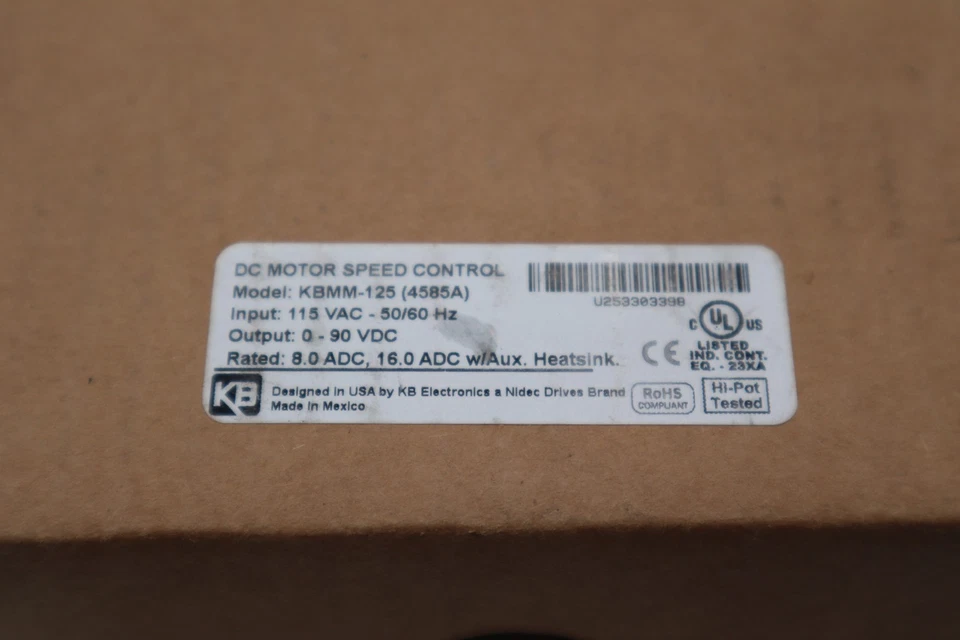 DC MOTOR SPEED CONTROL
Model: KBMM-125 (4585A)
Input: 115 VAC - 50/60 Hz
Output: 0 - 90 VDC
Rated: 8.0 ADC, 16.0 ADC w/Aux. Heatsink.
U253303398
C UL US
LISTED
IND. CONT.
EQ. - 23XA
CE
KB
Designed in USA by KB Electronics a Nidec Drives Brand
Made in Mexico
RoHS
COMPLIANT
Hi-Pot
Tested